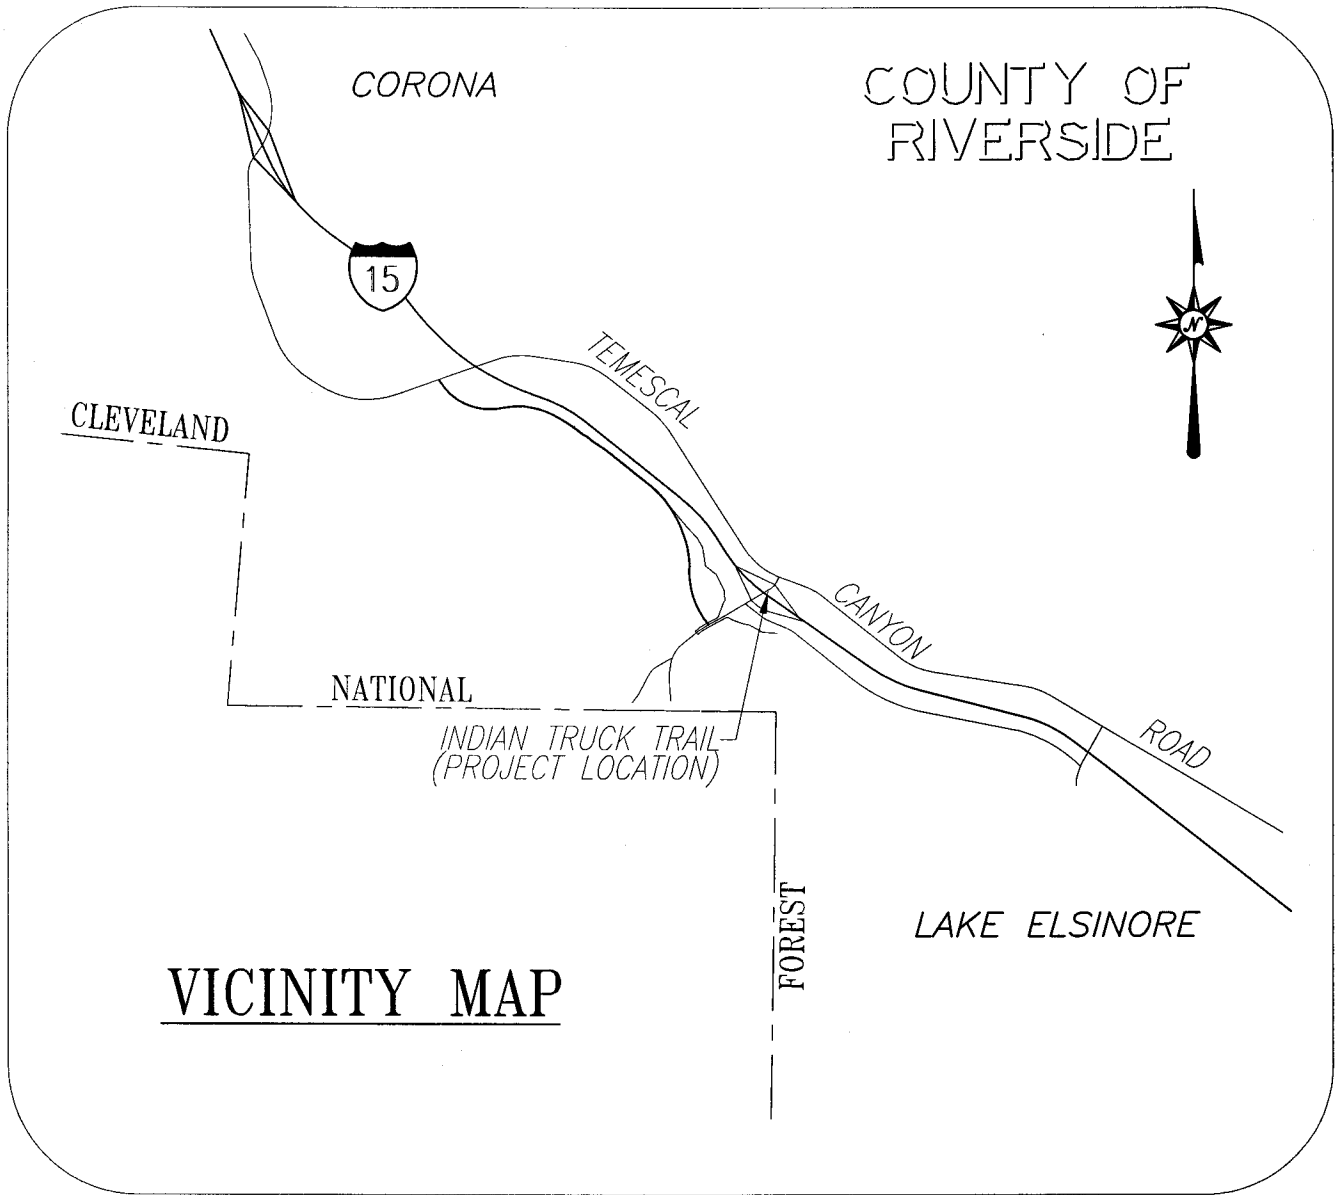 CORONA
COUNTY OF
RIVERSIDE
15
N
TEMESCAL
CLEVELAND
CANYON
NATIONAL
INDIAN TRUCK TRAIL
(PROJECT LOCATION)
ROAD
FOREST
LAKE ELSINORE
VICINITY MAP